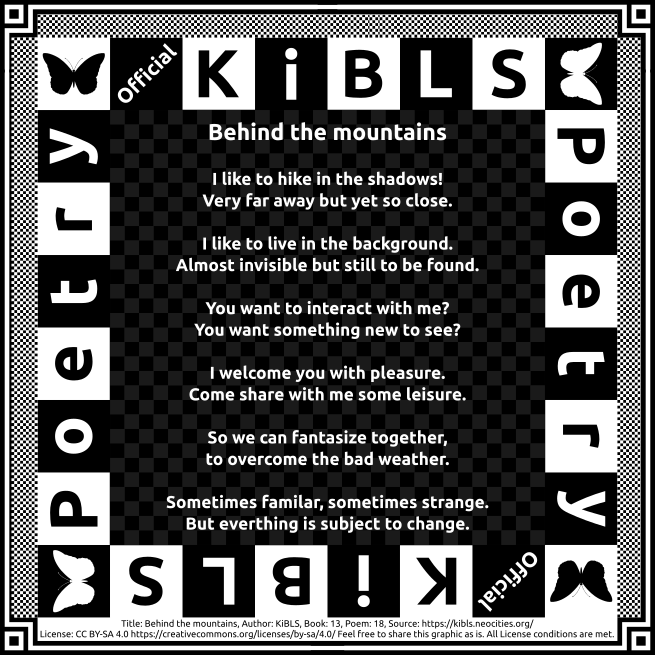 Official
KiBLS
Poetry
Poetry
Behind the mountains
I like to hike in the shadows!
Very far away but yet so close.
I like to live in the background.
Almost invisible but still to be found.
You want to interact with me?
You want something new to see?
I welcome you with pleasure.
Come share with me some leisure.
So we can fantasize together,
to overcome the bad weather.
Sometimes familar, sometimes strange.
But everthing is subject to change.
Official
KiBLS
Title: Behind the mountains, Author: KiBLS, Book: 13, Poem: 18, Source: https://kibls.neocities.org/
License: CC BY-SA 4.0 https://creativecommons.org/licenses/by-sa/4.0/ Feel free to share this graphic as is. All License conditions are met.